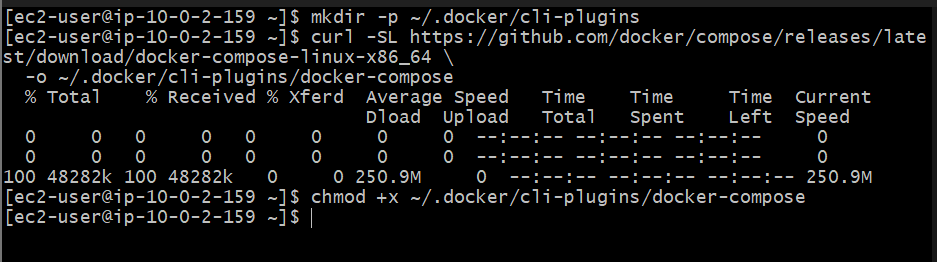 [ec2-user@ip-10-0-2-159 ~]$ mkdir -p ~/.docker/cli-plugins
[ec2-user@ip-10-0-2-159 ~]$ curl -SL https://github.com/docker/compose/releases/late
st/download/docker-compose-linux-x86_64 \
  -o ~/.docker/cli-plugins/docker-compose
  % Total    % Received % Xferd  Average Speed   Time    Time     Time  Current
                                 Dload  Upload   Total   Spent    Left  Speed
  0     0   0     0   0     0      0      0 --:--:-- --:--:-- --:--:--     0
  0     0   0     0   0     0      0      0 --:--:-- --:--:-- --:--:--     0
100 48282k 100 48282k   0     0 250.9M      0  --:--:-- --:--:-- --:--:-- 250.9M
[ec2-user@ip-10-0-2-159 ~]$ chmod +x ~/.docker/cli-plugins/docker-compose
[ec2-user@ip-10-0-2-159 ~]$